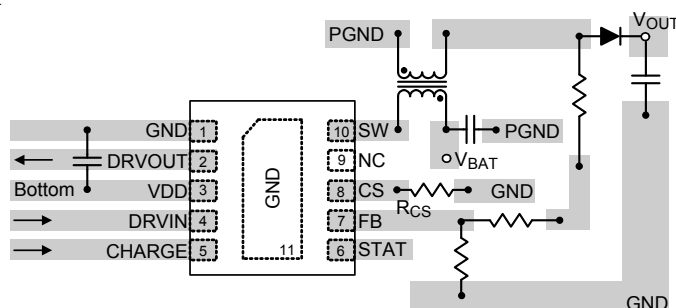 PGND
VOUT
GND 1
10 SW
PGND
DRVOUT 2
9 NC
VBAT
Bottom
VDD 3
GND
8 CS
RCS
GND
DRVIN 4
7 FB
CHARGE 5
11
6 STAT
GND